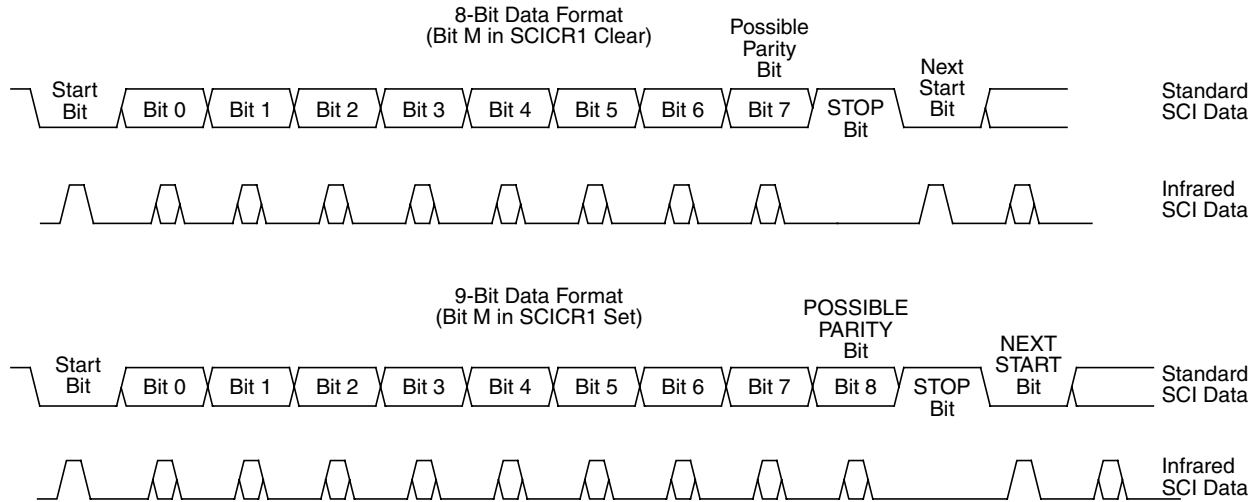 8-Bit Data Format
(Bit M in SCICR1 Clear)
Possible
Parity
Bit
Start
Bit
Bit 0
Bit 1
Bit 2
Bit 3
Bit 4
Bit 5
Bit 6
Bit 7
STOP
Bit
Next
Start
Bit
Standard
SCI Data
Infrared
SCI Data
9-Bit Data Format
(Bit M in SCICR1 Set)
POSSIBLE
PARITY
Bit
Start
Bit
Bit 0
Bit 1
Bit 2
Bit 3
Bit 4
Bit 5
Bit 6
Bit 7
Bit 8
STOP
Bit
NEXT
START
Bit
Standard
SCI Data
Infrared
SCI Data